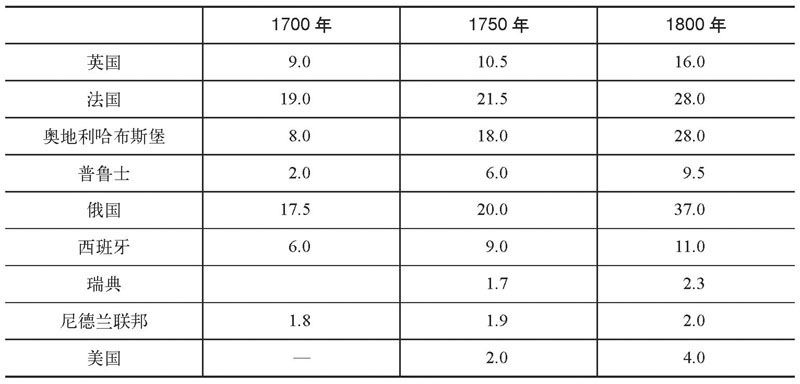 1700 年 1750 年 1800 年
英国 9.0 10.5 16.0
法国 19.0 21.5 28.0
奥地利哈布斯堡 8.0 18.0 28.0
普鲁士 2.0 6.0 9.5
俄国 17.5 20.0 37.0
西班牙 6.0 9.0 11.0
瑞典 1.7 2.3
尼德兰联邦 1.8 1.9 2.0
美国 — 2.0 4.0